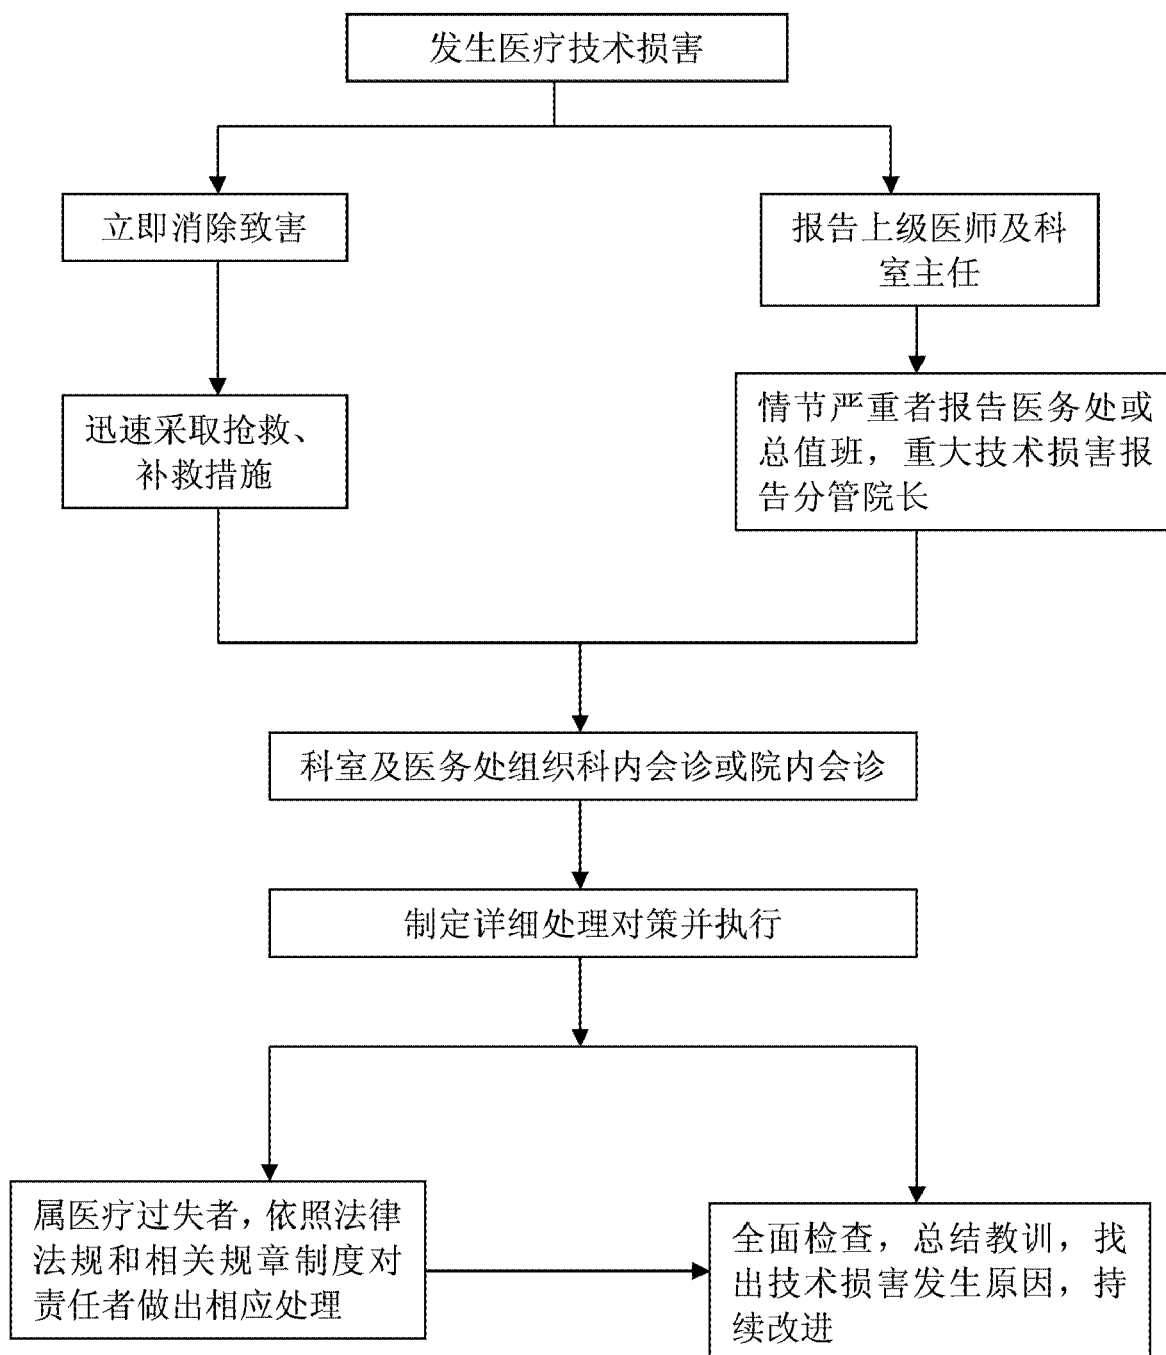 发生医疗技术损害
立即消除致害
报告上级医师及科
室主任
迅速采取抢救、
补救措施
情节严重者报告医务处或
总值班，重大技术损害报
告分管院长
科室及医务处组织科内会诊或院内会诊
制定详细处理对策并执行
属医疗过失者，依照法律
法规和相关规章制度对
责任者做出相应处理
全面检查，总结教训，找
出技术损害发生原因，持
续改进